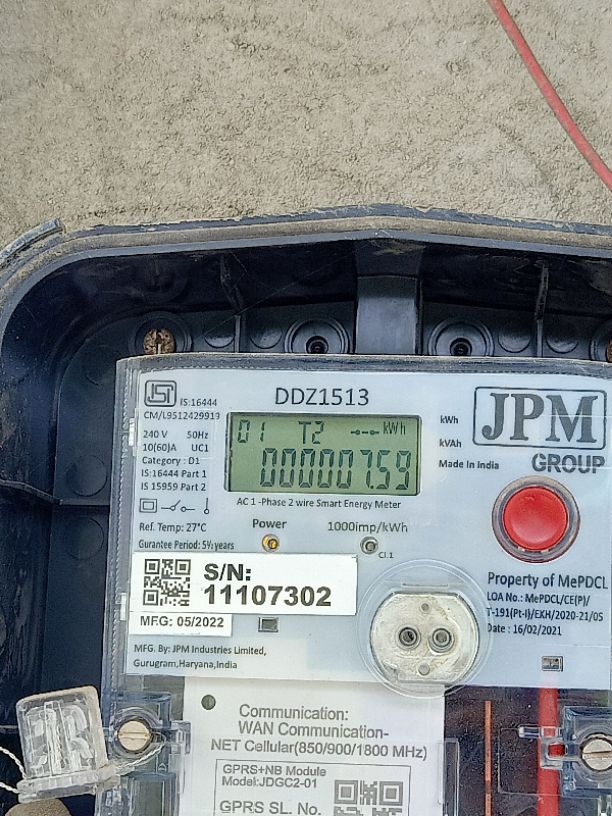 ISI
IS:16444
CM/L9512429913
DDZ1513
240 V 50Hz
10(60)A UC1
Category : D1
IS:16444 Part 1
IS 15959 Part 2
01 T2 kWh
000007.59
kWh
kVAh
Made In India
JPM
GROUP
AC 1 -Phase 2 wire Smart Energy Meter
Ref. Temp: 27°C
Gurantee Period: 5½ years
Power
1000imp/kWh
Cl.1
S/N:
11107302
MFG: 05/2022
MFG. By: JPM Industries Limited,
Gurugram,Haryana,India
Property of MePDCL
LOA No.: MePDCL/CE(P)/
T-191(Pt-I)/EKH/2020-21/05
Date : 16/02/2021
Communication:
WAN Communication-
NET Cellular(850/900/1800 MHz)
GPRS+NB Module
Model:JDGC2-01
GPRS SL. No.